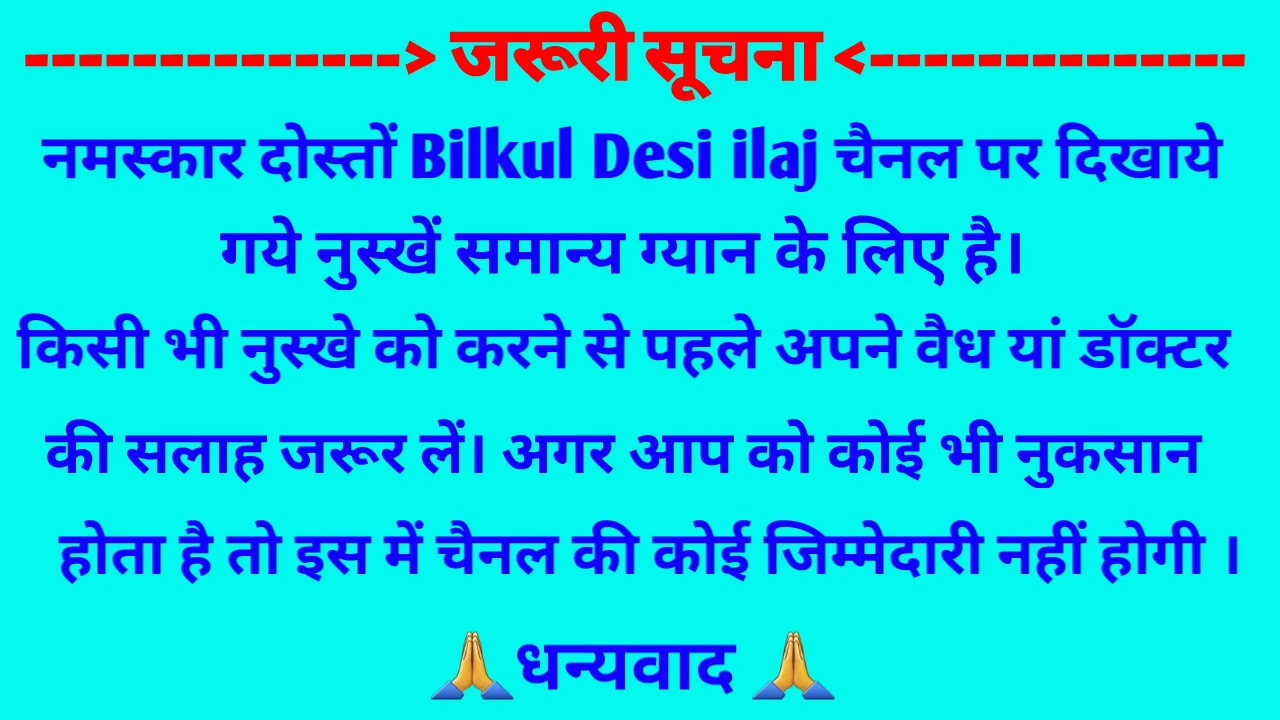 --------------> जरूरी सूचना <--------------
नमस्कार दोस्तों Bilkul Desi ilaj चैनल पर दिखाये
गये नुस्खें समान्य ग्यान के लिए है।
किसी भी नुस्खे को करने से पहले अपने वैध यां डॉक्टर
की सलाह जरूर लें। अगर आप को कोई भी नुकसान
होता है तो इस में चैनल की कोई जिम्मेदारी नहीं होगी ।
🙏धन्यवाद 🙏